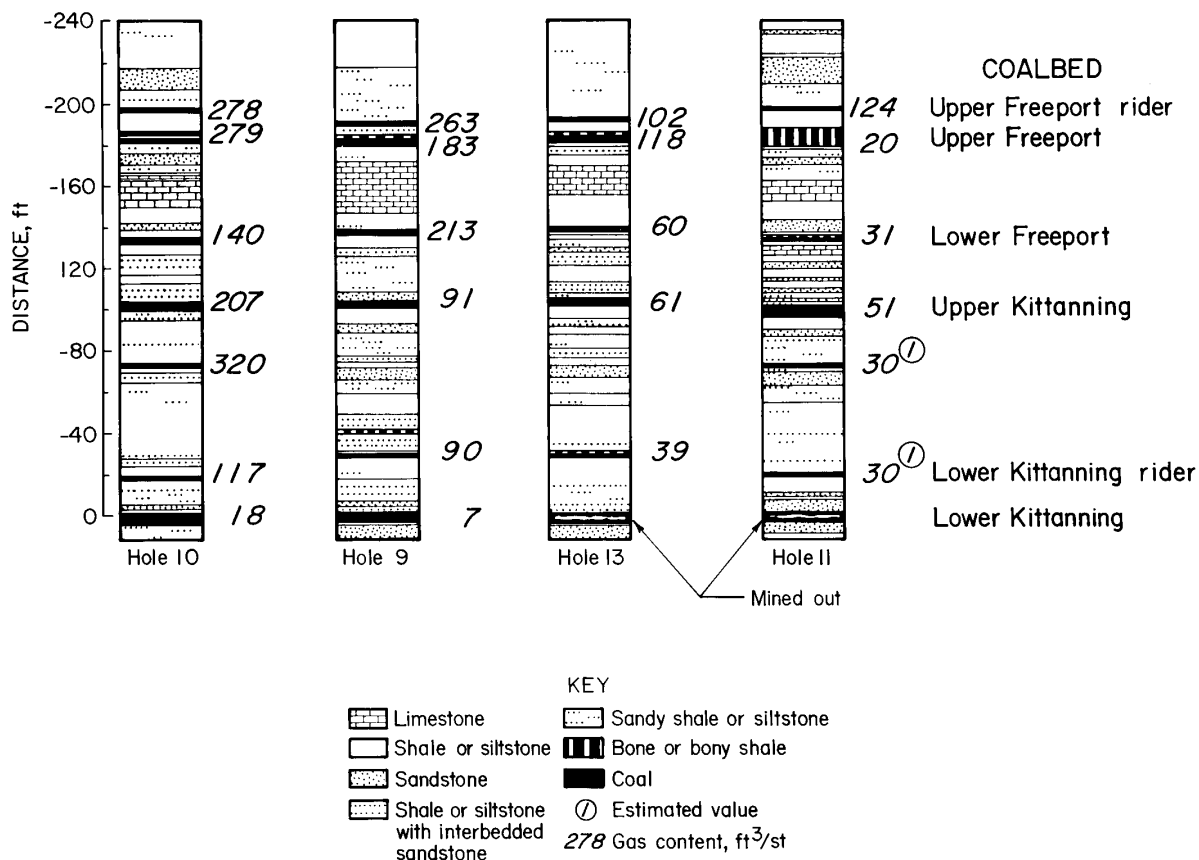 DISTANCE, ft
-240
-200
-160
120
-80
-40
0
278
279
140
207
320
117
18
Hole 10
263
183
213
91
90
7
Hole 9
102
118
60
61
39
Hole 13
124
20
31
51
30 (/)
30 (/)
Hole 11
COALBED
Upper Freeport rider
Upper Freeport
Lower Freeport
Upper Kittanning
Lower Kittanning rider
Lower Kittanning
Mined out
KEY
Limestone
Shale or siltstone
Sandstone
Shale or siltstone
with interbedded
sandstone
Sandy shale or siltstone
Bone or bony shale
Coal
(/) Estimated value
278 Gas content, ft³/st